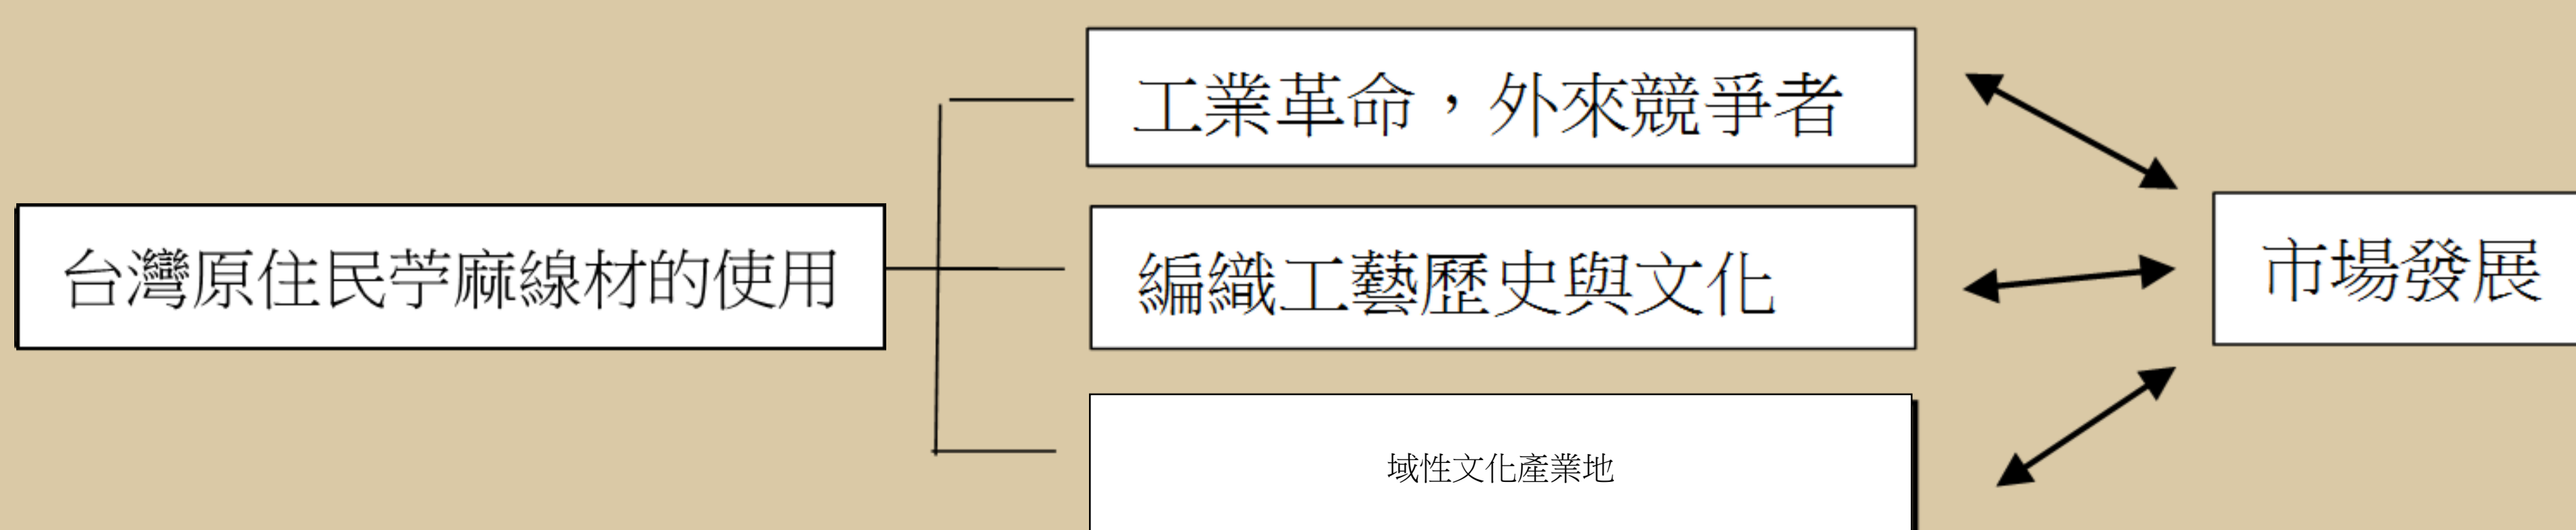 工業革命，外來競爭者
台灣原住民苧麻線材的使用
編織工藝歷史與文化
市場發展
域性文化產業地